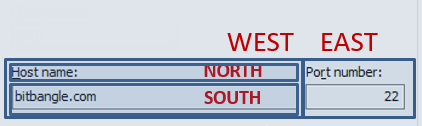 WEST EAST
Host name: NORTH Port number:
bitbangle.com SOUTH 22